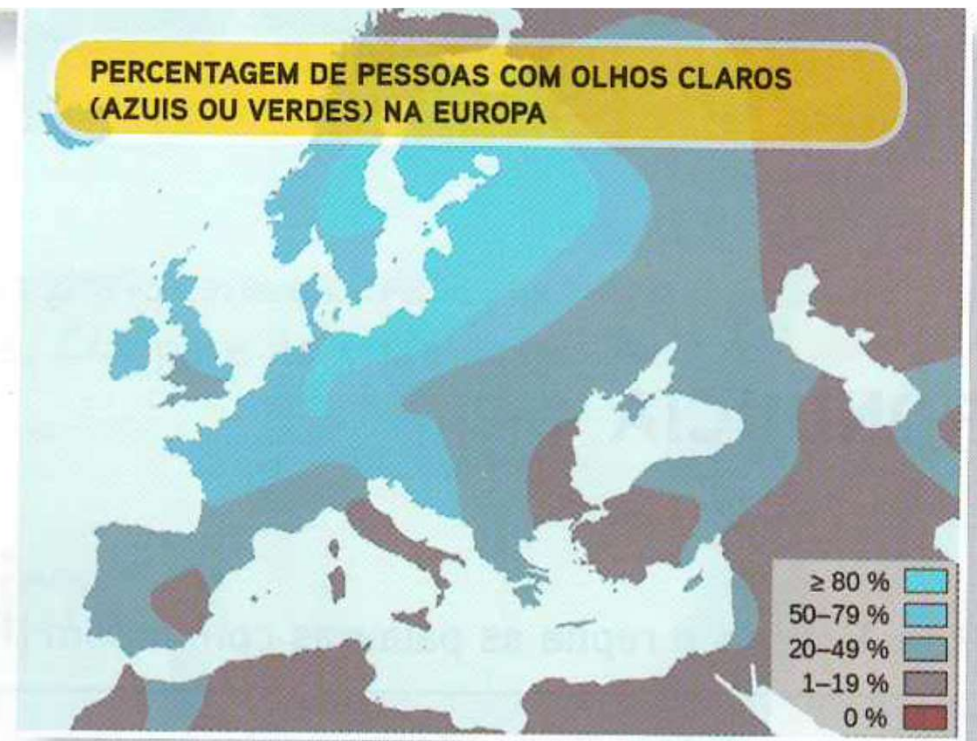 PERCENTAGEM DE PESSOAS COM OLHOS CLAROS
(AZUIS OU VERDES) NA EUROPA
≥ 80 %
50–79 %
20–49 %
1–19 %
0 %